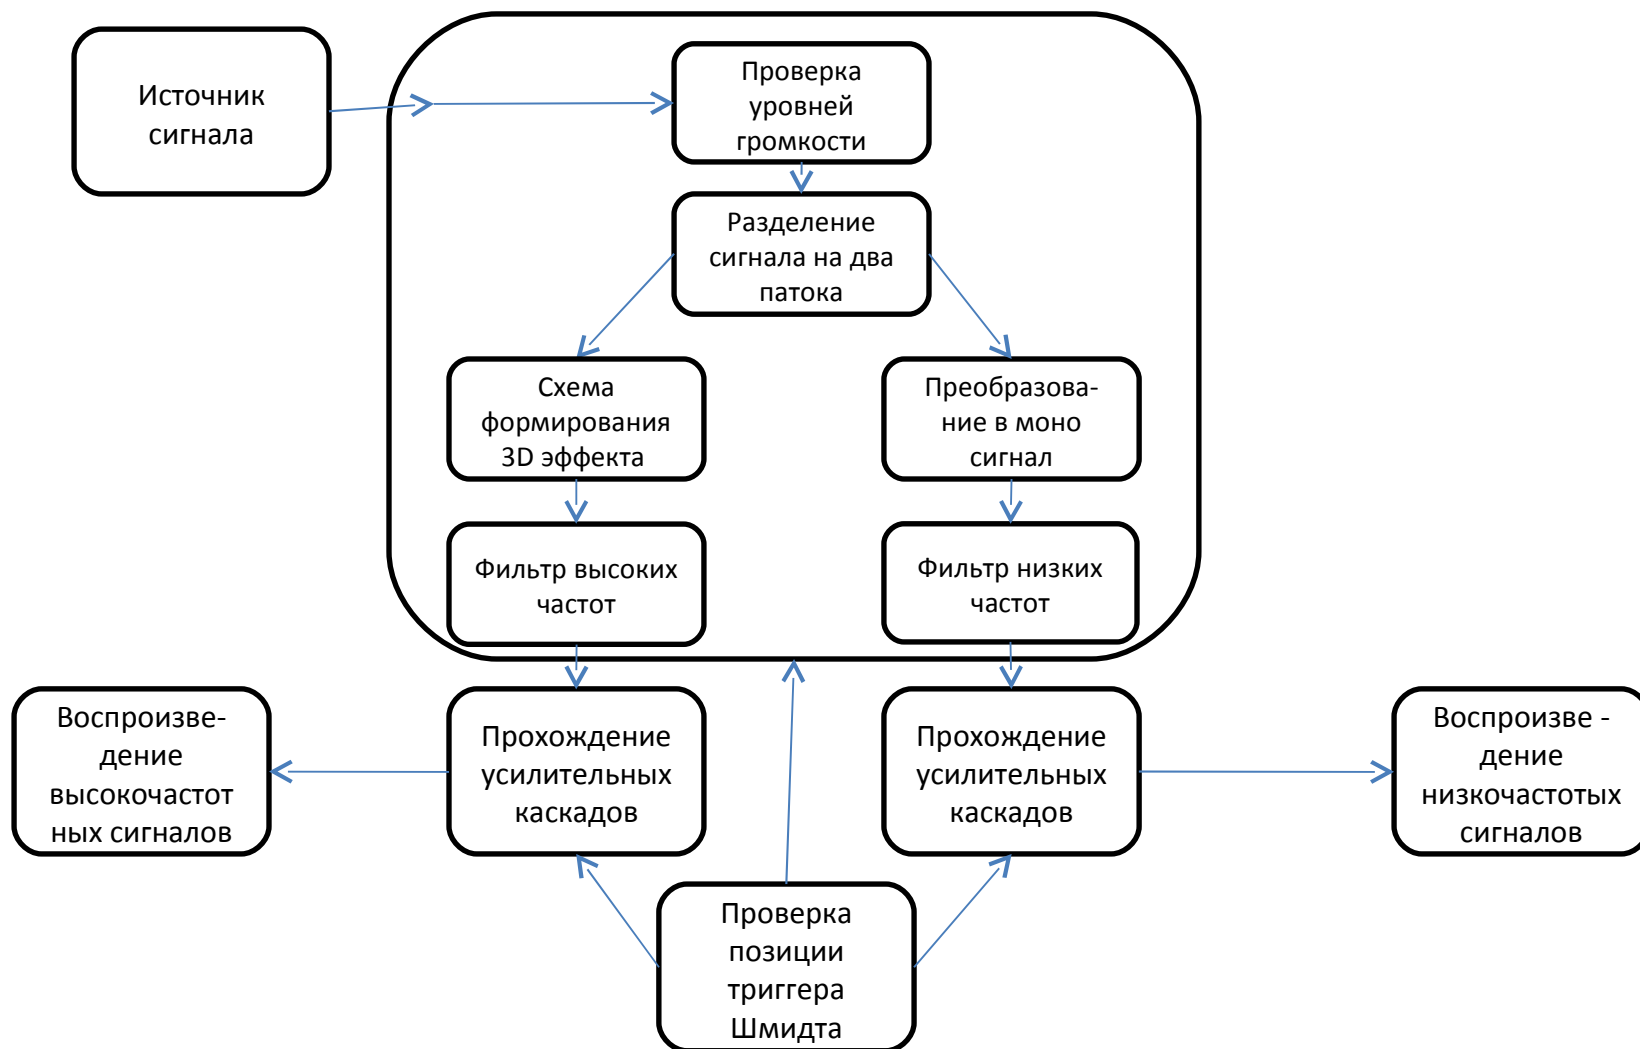 Источник
сигнала
Проверка
уровней
громкости
Разделение
сигнала на два
патока
Схема
формирования
3D эффекта
Преобразова-
ние в моно
сигнал
Фильтр высоких
частот
Фильтр низких
частот
Воспроизве-
дение
высокочастот
ных сигналов
Прохождение
усилительных
каскадов
Прохождение
усилительных
каскадов
Воспроизве -
дение
низкочастотых
сигналов
Проверка
позиции
триггера
Шмидта